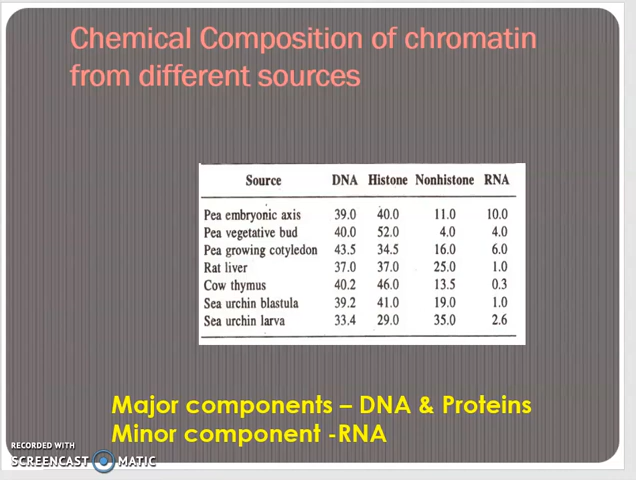 Chemical Composition of chromatin
from different sources
Source DNA Histone Nonhistone RNA
Pea embryonic axis 39.0 40.0 11.0 10.0
Pea vegetative bud 40.0 52.0 4.0 4.0
Pea growing cotyledon 43.5 34.5 16.0 6.0
Rat liver 37.0 37.0 25.0 1.0
Cow thymus 40.2 46.0 13.5 0.3
Sea urchin blastula 39.2 41.0 19.0 1.0
Sea urchin larva 33.4 29.0 35.0 2.6
Major components – DNA & Proteins
Minor component -RNA
RECORDED WITH
SCREENCAST MATIC